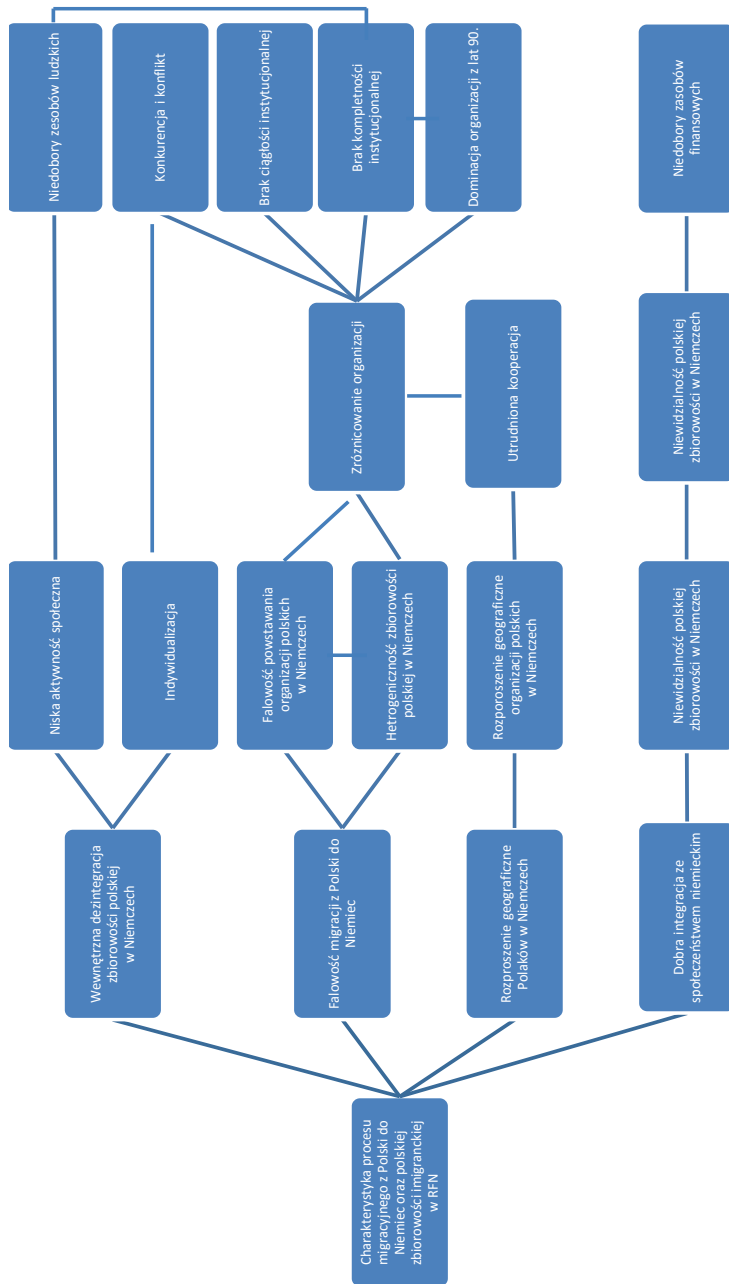 Charakterystyka procesu
migracyjnego z Polski do
Niemiec oraz polskiej
zbiorowości imigranckiej
w RFN
Wewnętrzna dezintegracja
zbiorowości polskiej
w Niemczech
Falowość migracji z Polski do
Niemiec
Rozproszenie geograficzne
Polaków w Niemczech
Dobra integracja ze
społeczeństwem niemieckim
Niska aktywność społeczna
Indywidualizacja
Falowość powstawania
organizacji polskich
w Niemczech
Hetrogeniczność zbiorowości
polskiej w Niemczech
Rozporoszenie geograficzne
organizacji polskich
w Niemczech
Niewidzialność polskiej
zbiorowości w Niemczech
Zróznicowanie organizacji
Utrudniona kooperacja
Niewidzialność polskiej
zbiorowości w Niemczech
Niedobory zesobów ludzkich
Konkurencja i konflikt
Brak ciągłości instytucjonalnej
Brak kompletności
instytucjonalnej
Dominacja organizacji z lat 90.
Niedobory zasobów
finansowych